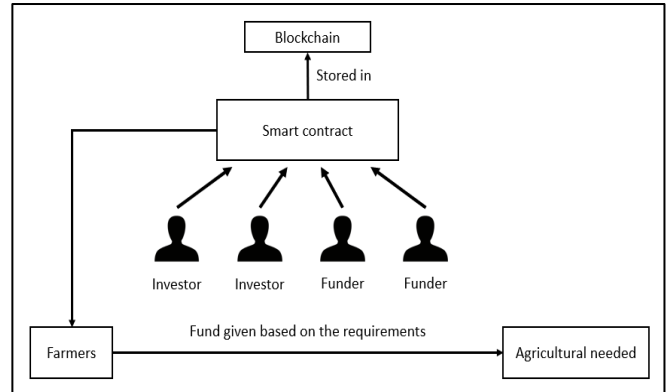 Blockchain
Stored in
Smart contract
Investor
Investor
Funder
Funder
Fund given based on the requirements
Farmers
Agricultural needed